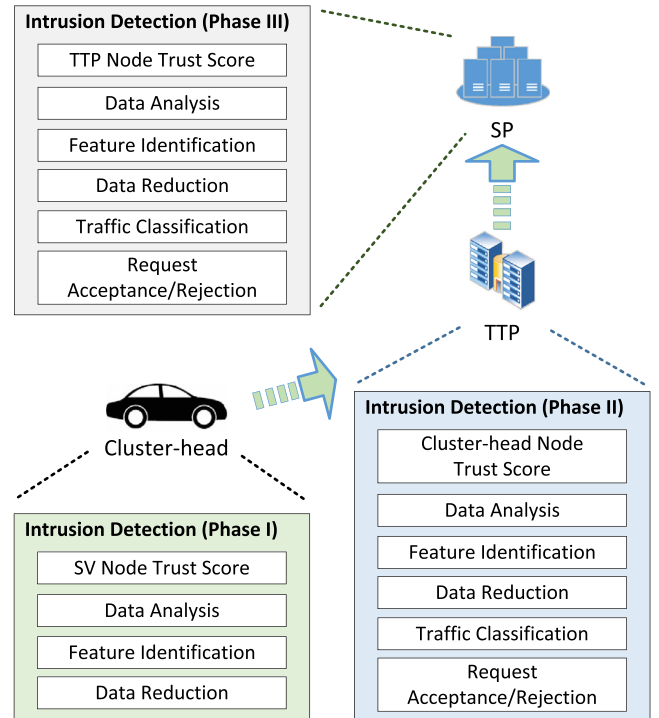 Intrusion Detection (Phase III)
TTP Node Trust Score
Data Analysis
Feature Identification
Data Reduction
Traffic Classification
Request
Acceptance/Rejection
SP
TTP
Cluster-head
Intrusion Detection (Phase II)
Cluster-head Node
Trust Score
Data Analysis
Feature Identification
Data Reduction
Traffic Classification
Request
Acceptance/Rejection
Intrusion Detection (Phase I)
SV Node Trust Score
Data Analysis
Feature Identification
Data Reduction